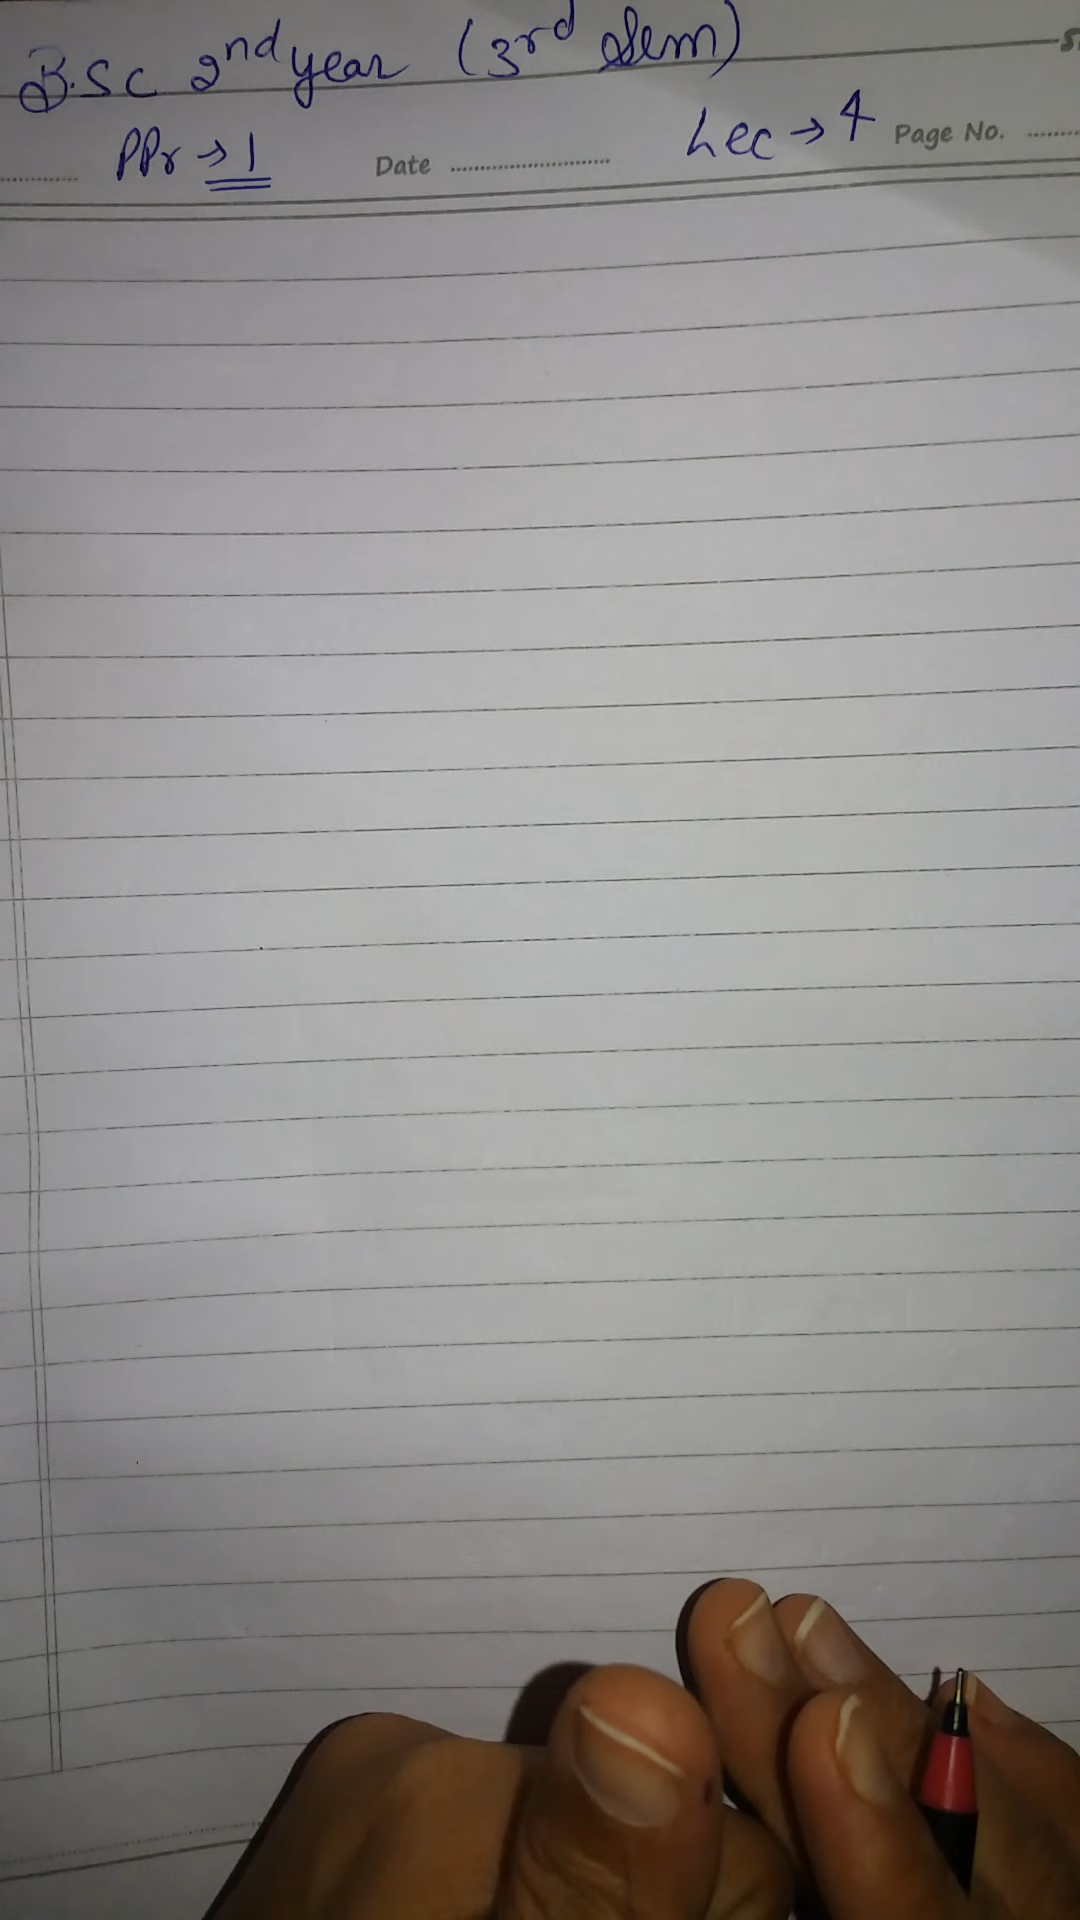 B.Sc 2nd year (3rd Sem)
PPr → 1 Date Lec → 4 Page No.